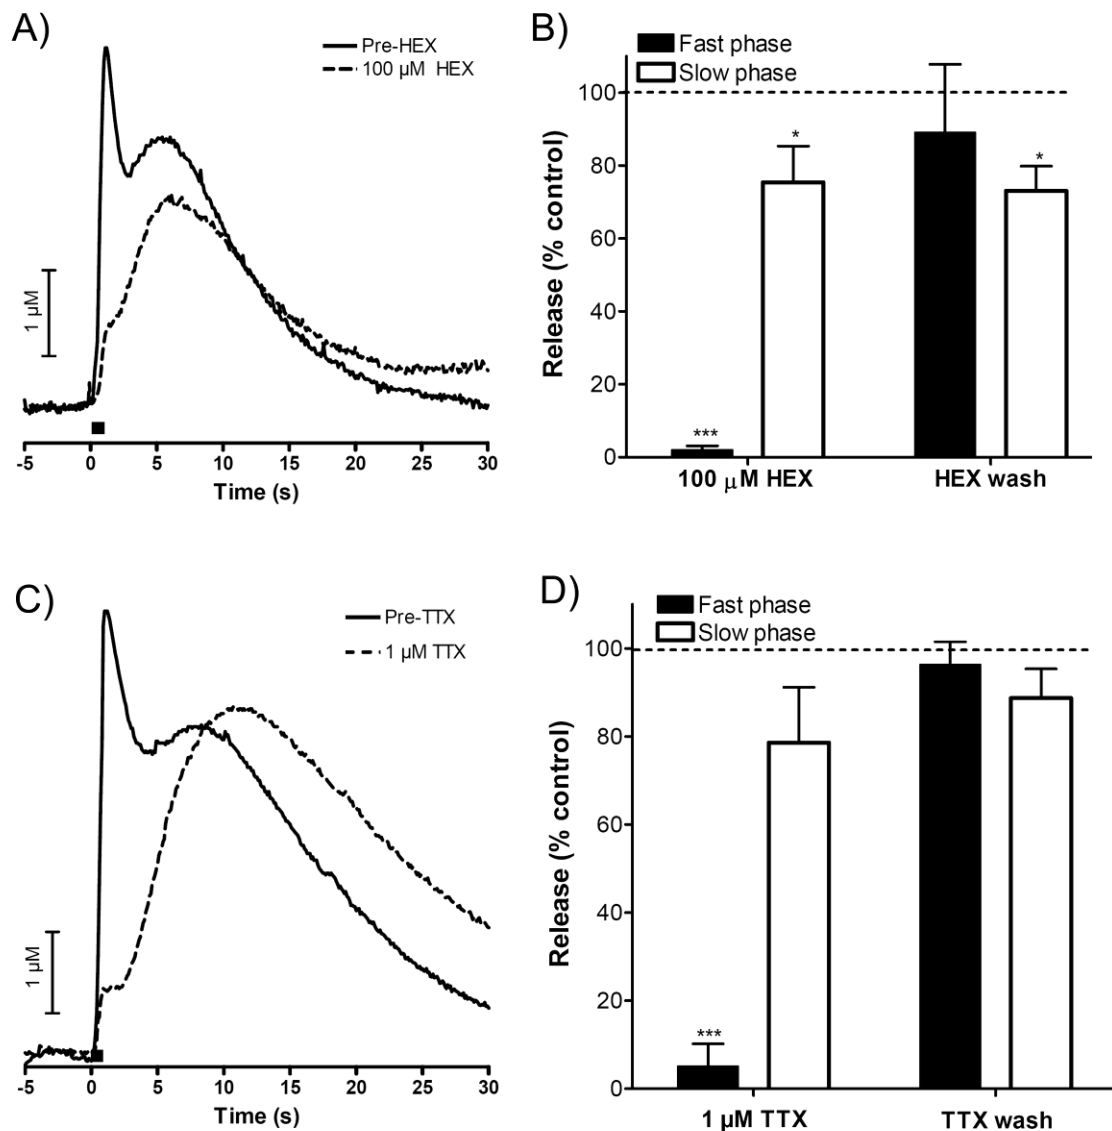 A)
Pre-HEX
100 µM HEX
1 µM
-5 0 5 10 15 20 25 30
Time (s)
B)
Fast phase
Slow phase
Release (% control)
100
80
60
40
20
0
***
*
*
100 µM HEX HEX wash
C)
Pre-TTX
1 µM TTX
1 µM
-5 0 5 10 15 20 25 30
Time (s)
D)
Fast phase
Slow phase
Release (% control)
100
80
60
40
20
0
***
1 µM TTX TTX wash